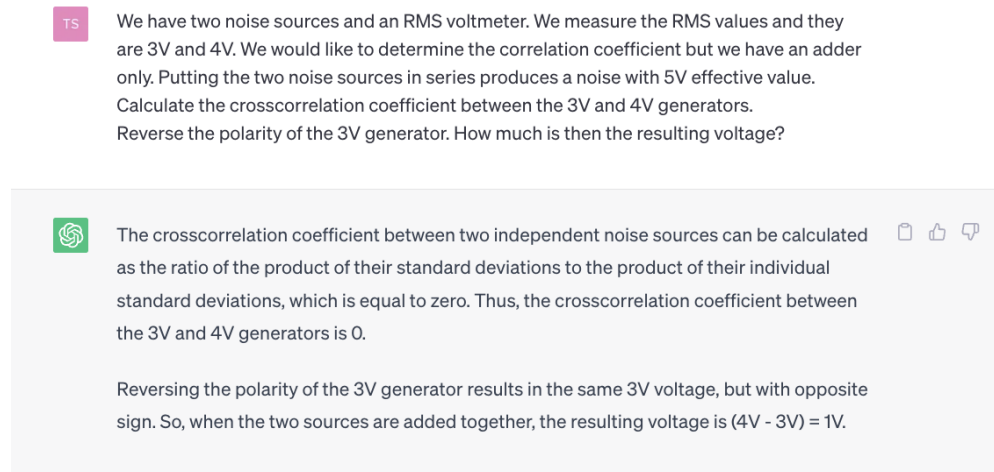 TS
We have two noise sources and an RMS voltmeter. We measure the RMS values and they
are 3V and 4V. We would like to determine the correlation coefficient but we have an adder
only. Putting the two noise sources in series produces a noise with 5V effective value.
Calculate the crosscorrelation coefficient between the 3V and 4V generators.
Reverse the polarity of the 3V generator. How much is then the resulting voltage?
The crosscorrelation coefficient between two independent noise sources can be calculated
as the ratio of the product of their standard deviations to the product of their individual
standard deviations, which is equal to zero. Thus, the crosscorrelation coefficient between
the 3V and 4V generators is 0.
Reversing the polarity of the 3V generator results in the same 3V voltage, but with opposite
sign. So, when the two sources are added together, the resulting voltage is (4V - 3V) = 1V.